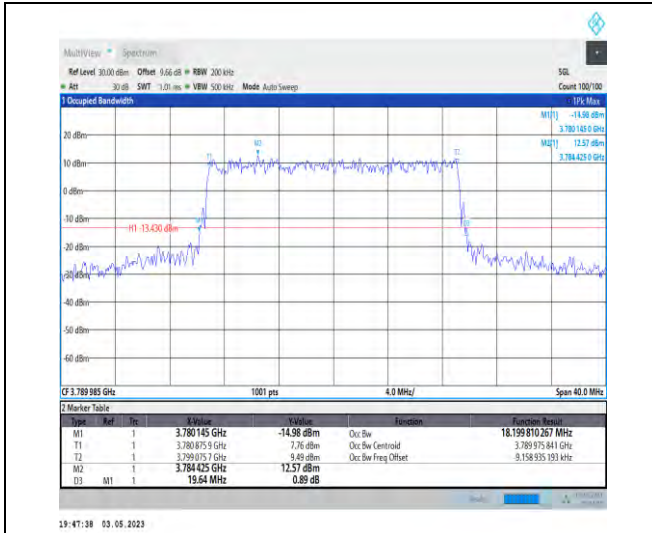 MultiView Spectrum
Ref Level 30.00 dBm Offset 9.66 dB RBW 200 kHz SGL
Att 30 dB SWT 1.01 ms VBW 500 kHz Mode Auto Sweep Count 100/100
1 Occupied Bandwidth 1Pk Max
M1[1] -14.98 dBm
3.780 145 0 GHz
M2[1] 12.57 dBm
3.784 425 0 GHz
20 dBm
M2
T1 T2
10 dBm
0 dBm
-10 dBm
H1 -13.430 dBm
-20 dBm
-30 dBm
-40 dBm
-50 dBm
-60 dBm
CF 3.789 985 GHz 1001 pts 4.0 MHz/ Span 40.0 MHz
2 Marker Table
Type Ref Trc X-Value Y-Value Function Function Result
M1 1 3.780 145 GHz -14.98 dBm Occ Bw 18.199 810 267 MHz
T1 1 3.780 875 9 GHz 7.76 dBm Occ Bw Centroid 3.789 975 841 GHz
T2 1 3.799 075 7 GHz 9.49 dBm Occ Bw Freq Offset -9.158 935 193 kHz
M2 1 3.784 425 GHz 12.57 dBm
D3 M1 1 19.64 MHz 0.89 dB
19:47:38 03.05.2023